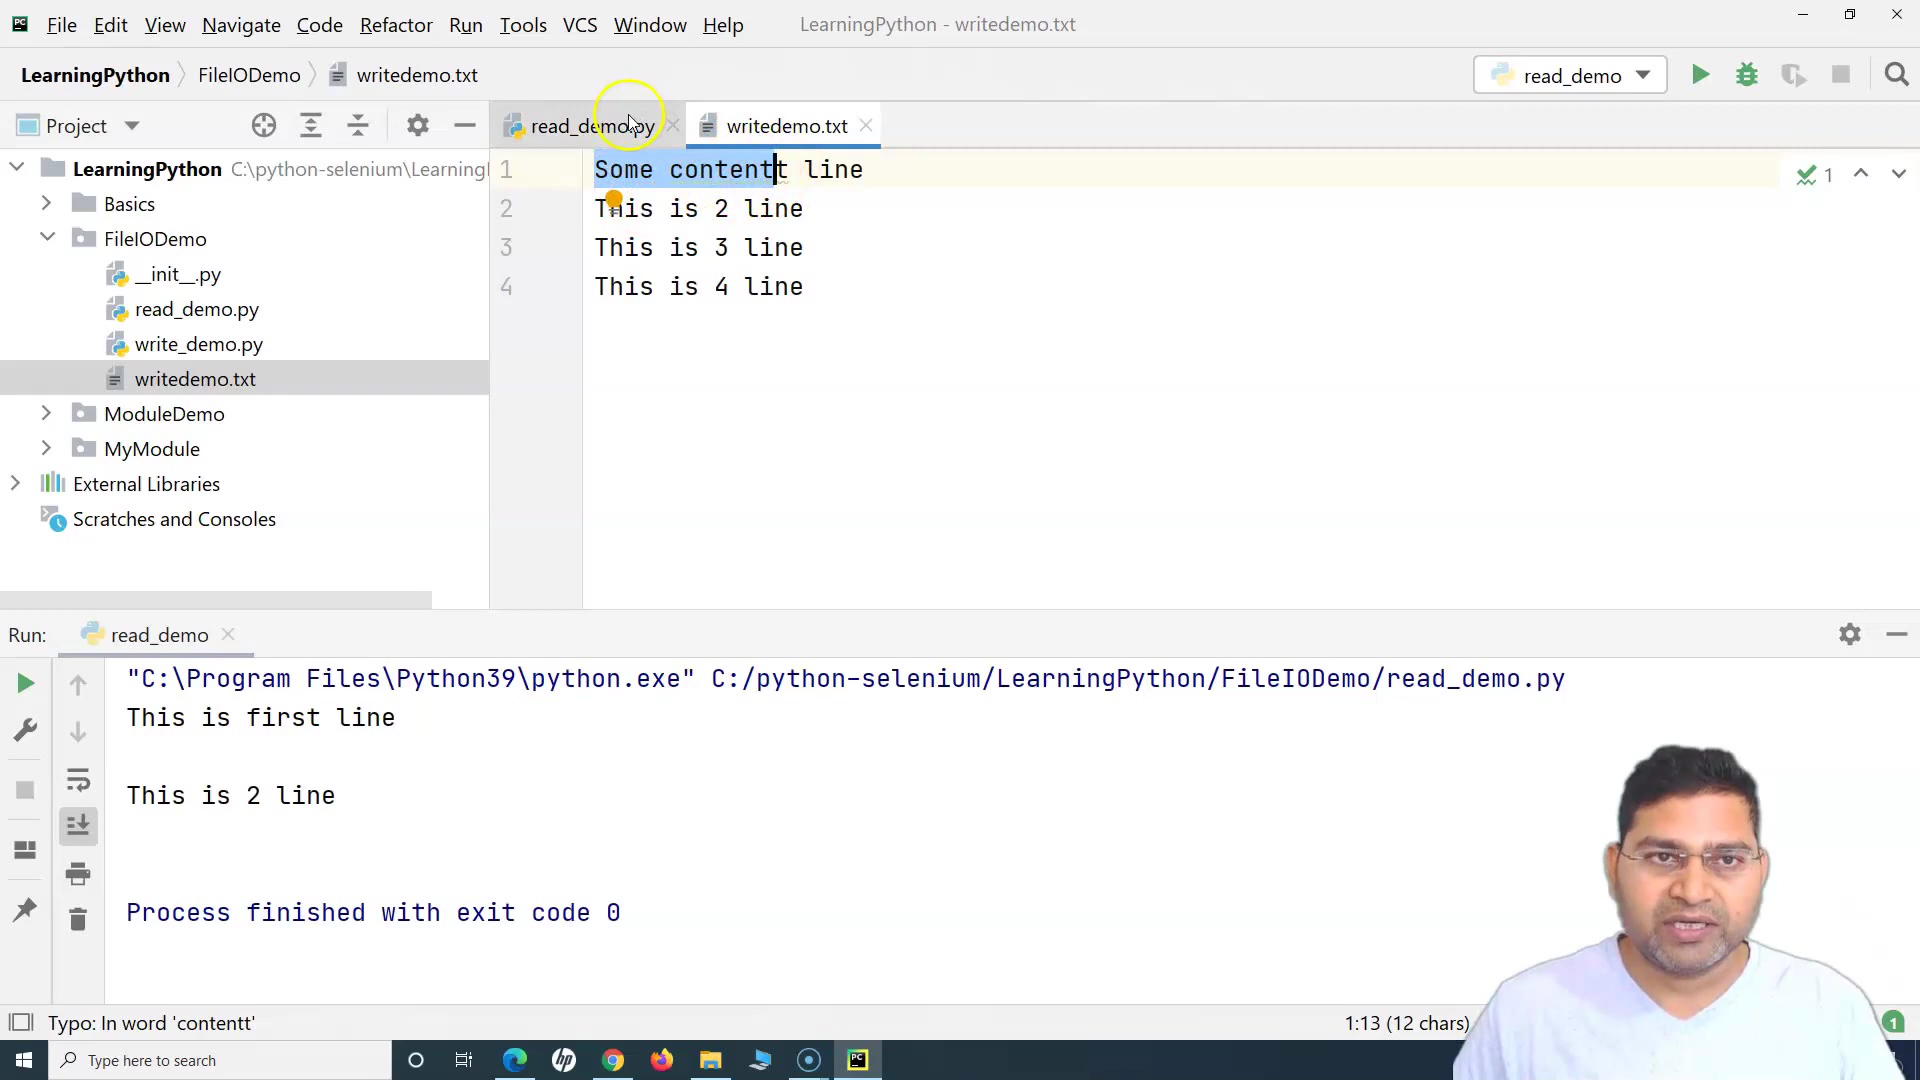 File Edit View Navigate Code Refactor Run Tools VCS Window Help LearningPython - writedemo.txt
LearningPython FileIODemo writedemo.txt read_demo
Project read_demo.py writedemo.txt
LearningPython C:\python-selenium\Learning
1 Some contentt line 1
Basics
2 This is 2 line
FileIODemo
3 This is 3 line
__init__.py
4 This is 4 line
read_demo.py
write_demo.py
writedemo.txt
ModuleDemo
MyModule
External Libraries
Scratches and Consoles
Run: read_demo
"C:\Program Files\Python39\python.exe" C:/python-selenium/LearningPython/FileIODemo/read_demo.py
This is first line
This is 2 line
Process finished with exit code 0
Typo: In word 'contentt' 1:13 (12 chars) 1
Type here to search